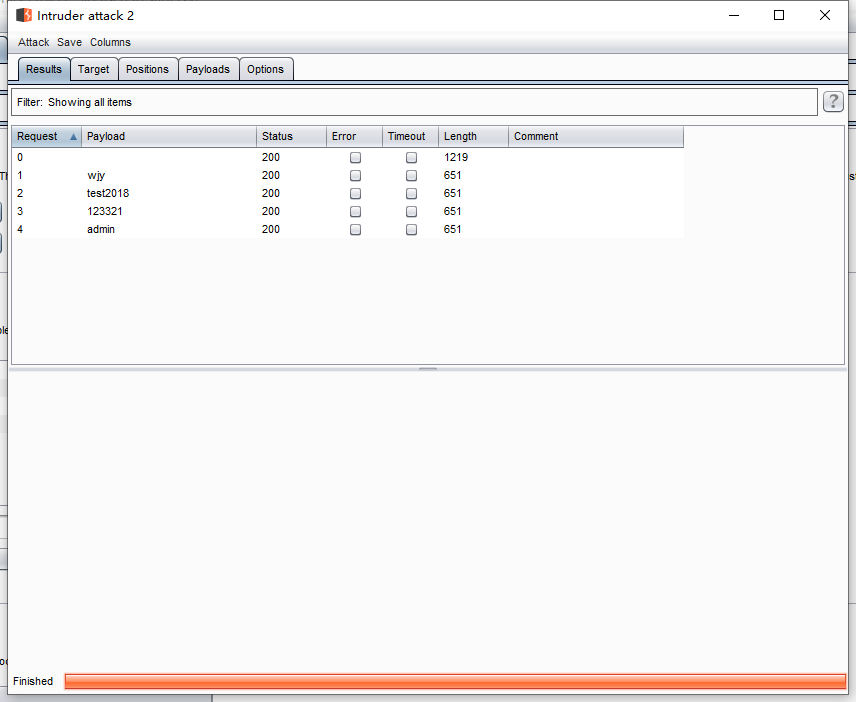 Intruder attack 2
Attack Save Columns
Results Target Positions Payloads Options
Filter: Showing all items ?
Request Payload Status Error Timeout Length Comment
0 200 1219
1 wjy 200 651
2 test2018 200 651
3 123321 200 651
4 admin 200 651
Finished